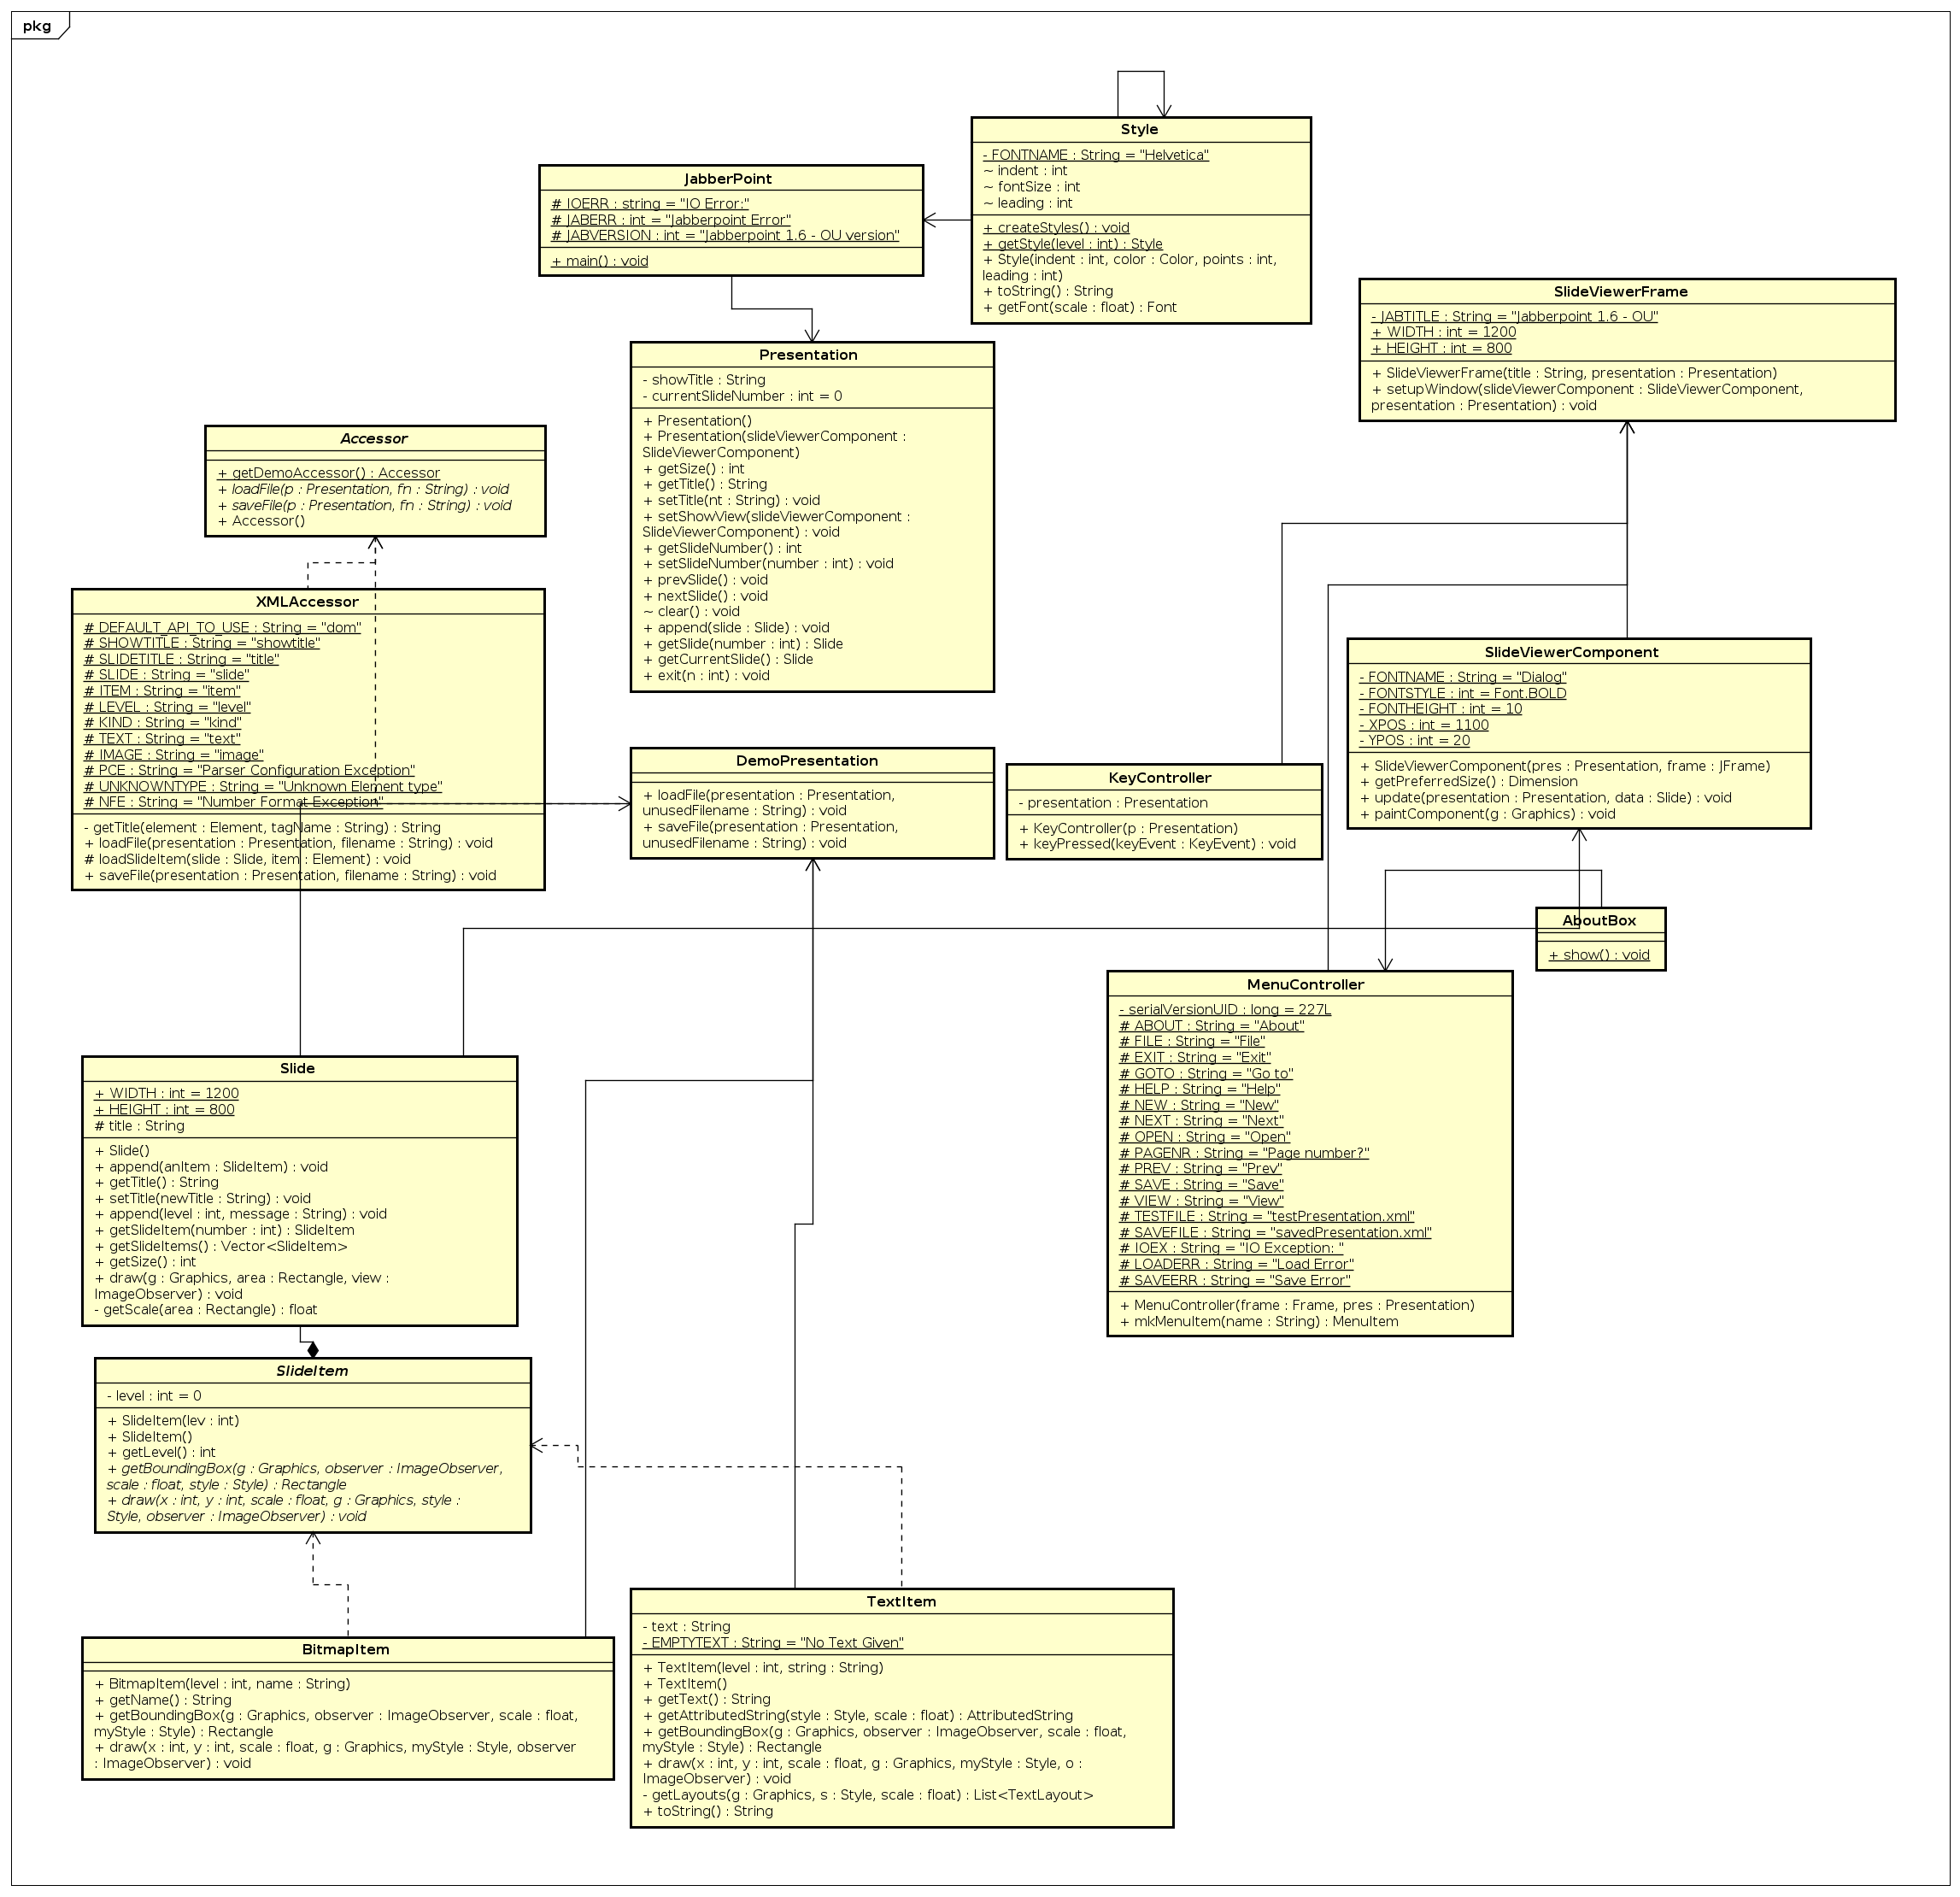 pkg
Style
- FONTNAME : String = "Helvetica"
~ indent : int
~ fontSize : int
~ leading : int
+ createStyles() : void
+ getStyle(level : int) : Style
+ Style(indent : int, color : Color, points : int,
leading : int)
+ toString() : String
+ getFont(scale : float) : Font
JabberPoint
# IOERR : string = "IO Error:"
# JABERR : int = "Jabberpoint Error"
# JABVERSION : int = "Jabberpoint 1.6 - OU version"
+ main() : void
SlideViewerFrame
- JABTITLE : String = "Jabberpoint 1.6 - OU"
+ WIDTH : int = 1200
+ HEIGHT : int = 800
+ SlideViewerFrame(title : String, presentation : Presentation)
+ setupWindow(slideViewerComponent : SlideViewerComponent,
presentation : Presentation) : void
Presentation
- showTitle : String
- currentSlideNumber : int = 0
+ Presentation()
+ Presentation(slideViewerComponent :
SlideViewerComponent)
+ getSize() : int
+ getTitle() : String
+ setTitle(nt : String) : void
+ setShowView(slideViewerComponent :
SlideViewerComponent) : void
+ getSlideNumber() : int
+ setSlideNumber(number : int) : void
+ prevSlide() : void
+ nextSlide() : void
~ clear() : void
+ append(slide : Slide) : void
+ getSlide(number : int) : Slide
+ getCurrentSlide() : Slide
+ exit(n : int) : void
Accessor
+ getDemoAccessor() : Accessor
+ loadFile(p : Presentation, fn : String) : void
+ saveFile(p : Presentation, fn : String) : void
+ Accessor()
XMLAccessor
# DEFAULT_API_TO_USE : String = "dom"
# SHOWTITLE : String = "showtitle"
# SLIDETITLE : String = "title"
# SLIDE : String = "slide"
# ITEM : String = "item"
# LEVEL : String = "level"
# KIND : String = "kind"
# TEXT : String = "text"
# IMAGE : String = "image"
# PCE : String = "Parser Configuration Exception"
# UNKNOWNTYPE : String = "Unknown Element type"
# NFE : String = "Number Format Exception"
- getTitle(element : Element, tagName : String) : String
+ loadFile(presentation : Presentation, filename : String) : void
# loadSlideItem(slide : Slide, item : Element) : void
+ saveFile(presentation : Presentation, filename : String) : void
SlideViewerComponent
- FONTNAME : String = "Dialog"
- FONTSTYLE : int = Font.BOLD
- FONTHEIGHT : int = 10
- XPOS : int = 1100
- YPOS : int = 20
+ SlideViewerComponent(pres : Presentation, frame : JFrame)
+ getPreferredSize() : Dimension
+ update(presentation : Presentation, data : Slide) : void
+ paintComponent(g : Graphics) : void
DemoPresentation
+ loadFile(presentation : Presentation,
unusedFilename : String) : void
+ saveFile(presentation : Presentation,
unusedFilename : String) : void
KeyController
- presentation : Presentation
+ KeyController(p : Presentation)
+ keyPressed(keyEvent : KeyEvent) : void
AboutBox
+ show() : void
MenuController
- serialVersionUID : long = 227L
# ABOUT : String = "About"
# FILE : String = "File"
# EXIT : String = "Exit"
# GOTO : String = "Go to"
# HELP : String = "Help"
# NEW : String = "New"
# NEXT : String = "Next"
# OPEN : String = "Open"
# PAGENR : String = "Page number?"
# PREV : String = "Prev"
# SAVE : String = "Save"
# VIEW : String = "View"
# TESTFILE : String = "testPresentation.xml"
# SAVEFILE : String = "savedPresentation.xml"
# IOEX : String = "IO Exception: "
# LOADERR : String = "Load Error"
# SAVEERR : String = "Save Error"
+ MenuController(frame : Frame, pres : Presentation)
+ mkMenuItem(name : String) : MenuItem
Slide
+ WIDTH : int = 1200
+ HEIGHT : int = 800
# title : String
+ Slide()
+ append(anItem : SlideItem) : void
+ getTitle() : String
+ setTitle(newTitle : String) : void
+ append(level : int, message : String) : void
+ getSlideItem(number : int) : SlideItem
+ getSlideItems() : Vector<SlideItem>
+ getSize() : int
+ draw(g : Graphics, area : Rectangle, view :
ImageObserver) : void
- getScale(area : Rectangle) : float
SlideItem
- level : int = 0
+ SlideItem(lev : int)
+ SlideItem()
+ getLevel() : int
+ getBoundingBox(g : Graphics, observer : ImageObserver,
scale : float, style : Style) : Rectangle
+ draw(x : int, y : int, scale : float, g : Graphics, style :
Style, observer : ImageObserver) : void
TextItem
- text : String
- EMPTYTEXT : String = "No Text Given"
+ TextItem(level : int, string : String)
+ TextItem()
+ getText() : String
+ getAttributedString(style : Style, scale : float) : AttributedString
+ getBoundingBox(g : Graphics, observer : ImageObserver, scale : float,
myStyle : Style) : Rectangle
+ draw(x : int, y : int, scale : float, g : Graphics, myStyle : Style, o :
ImageObserver) : void
- getLayouts(g : Graphics, s : Style, scale : float) : List<TextLayout>
+ toString() : String
BitmapItem
+ BitmapItem(level : int, name : String)
+ getName() : String
+ getBoundingBox(g : Graphics, observer : ImageObserver, scale : float,
myStyle : Style) : Rectangle
+ draw(x : int, y : int, scale : float, g : Graphics, myStyle : Style, observer
: ImageObserver) : void